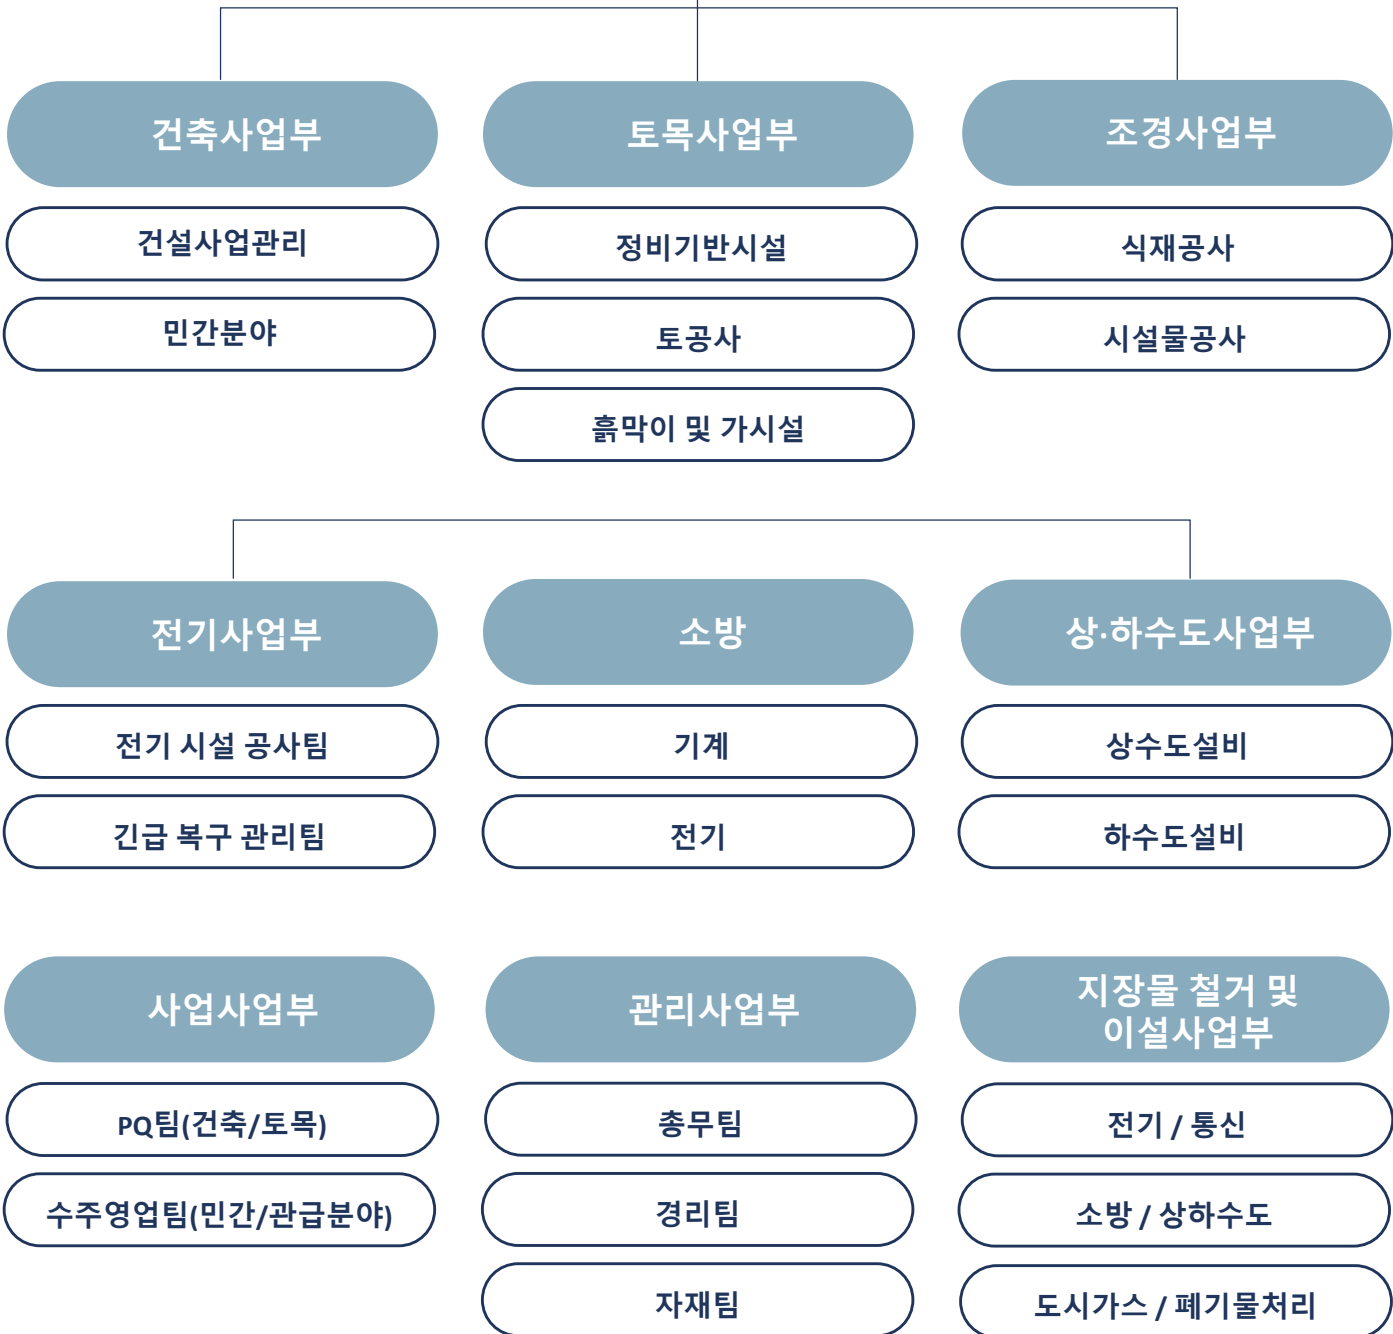 건축사업부
건설사업관리
민간분야
토목사업부
정비기반시설
토공사
흙막이 및 가시설
조경사업부
식재공사
시설물공사
전기사업부
전기 시설 공사팀
긴급 복구 관리팀
소방
기계
전기
상·하수도사업부
상수도설비
하수도설비
사업사업부
PQ팀(건축/토목)
수주영업팀(민간/관급분야)
관리사업부
총무팀
경리팀
자재팀
지장물 철거 및
이설사업부
전기 / 통신
소방 / 상하수도
도시가스 / 폐기물처리